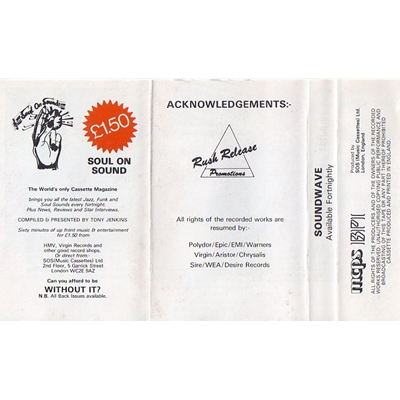 Soul On Sound
£1.50
SOUL ON
SOUND
The World's only Cassette Magazine
brings you all the latest Jazz, Funk and
Soul Sounds every fortnight.
Plus News, Reviews and Star Interviews.
COMPILED & PRESENTED BY TONY JENKINS
Sixty minutes of up front music & entertainment
for £1.50 from
HMV, Virgin Records and
other good record shops,
Or direct from:
SOS(Music Cassettes) Ltd
2nd Floor, 5 Garrick Street
London WC2E 9AZ
Can you afford to be
WITHOUT IT?
N.B. All Back Issues available.
ACKNOWLEDGEMENTS:-
Rush Release
Promotions
All rights of the recorded works are
resumed by:-
Polydor/Epic/EMI/Warners
Virgin/Aristor/Chrysalis
Sire/WEA/Desire Records
SOUNDWAVE
Available Fortnightly
Produced by
SOS(Music Cassettes) Ltd.
London, England
mcps BPI
ALL RIGHTS OF THE PRODUCERS AND OF THE OWNERS OF THE RECORDED
WORKS RESERVED. UNAUTHORISED COPYING PUBLIC PERFORMANCE AND
BROADCASTING OF THIS TAPE OR ANY PART THEREOF PROHIBITED
CASSETTE PRODUCED AND PRINTED IN ENGLAND